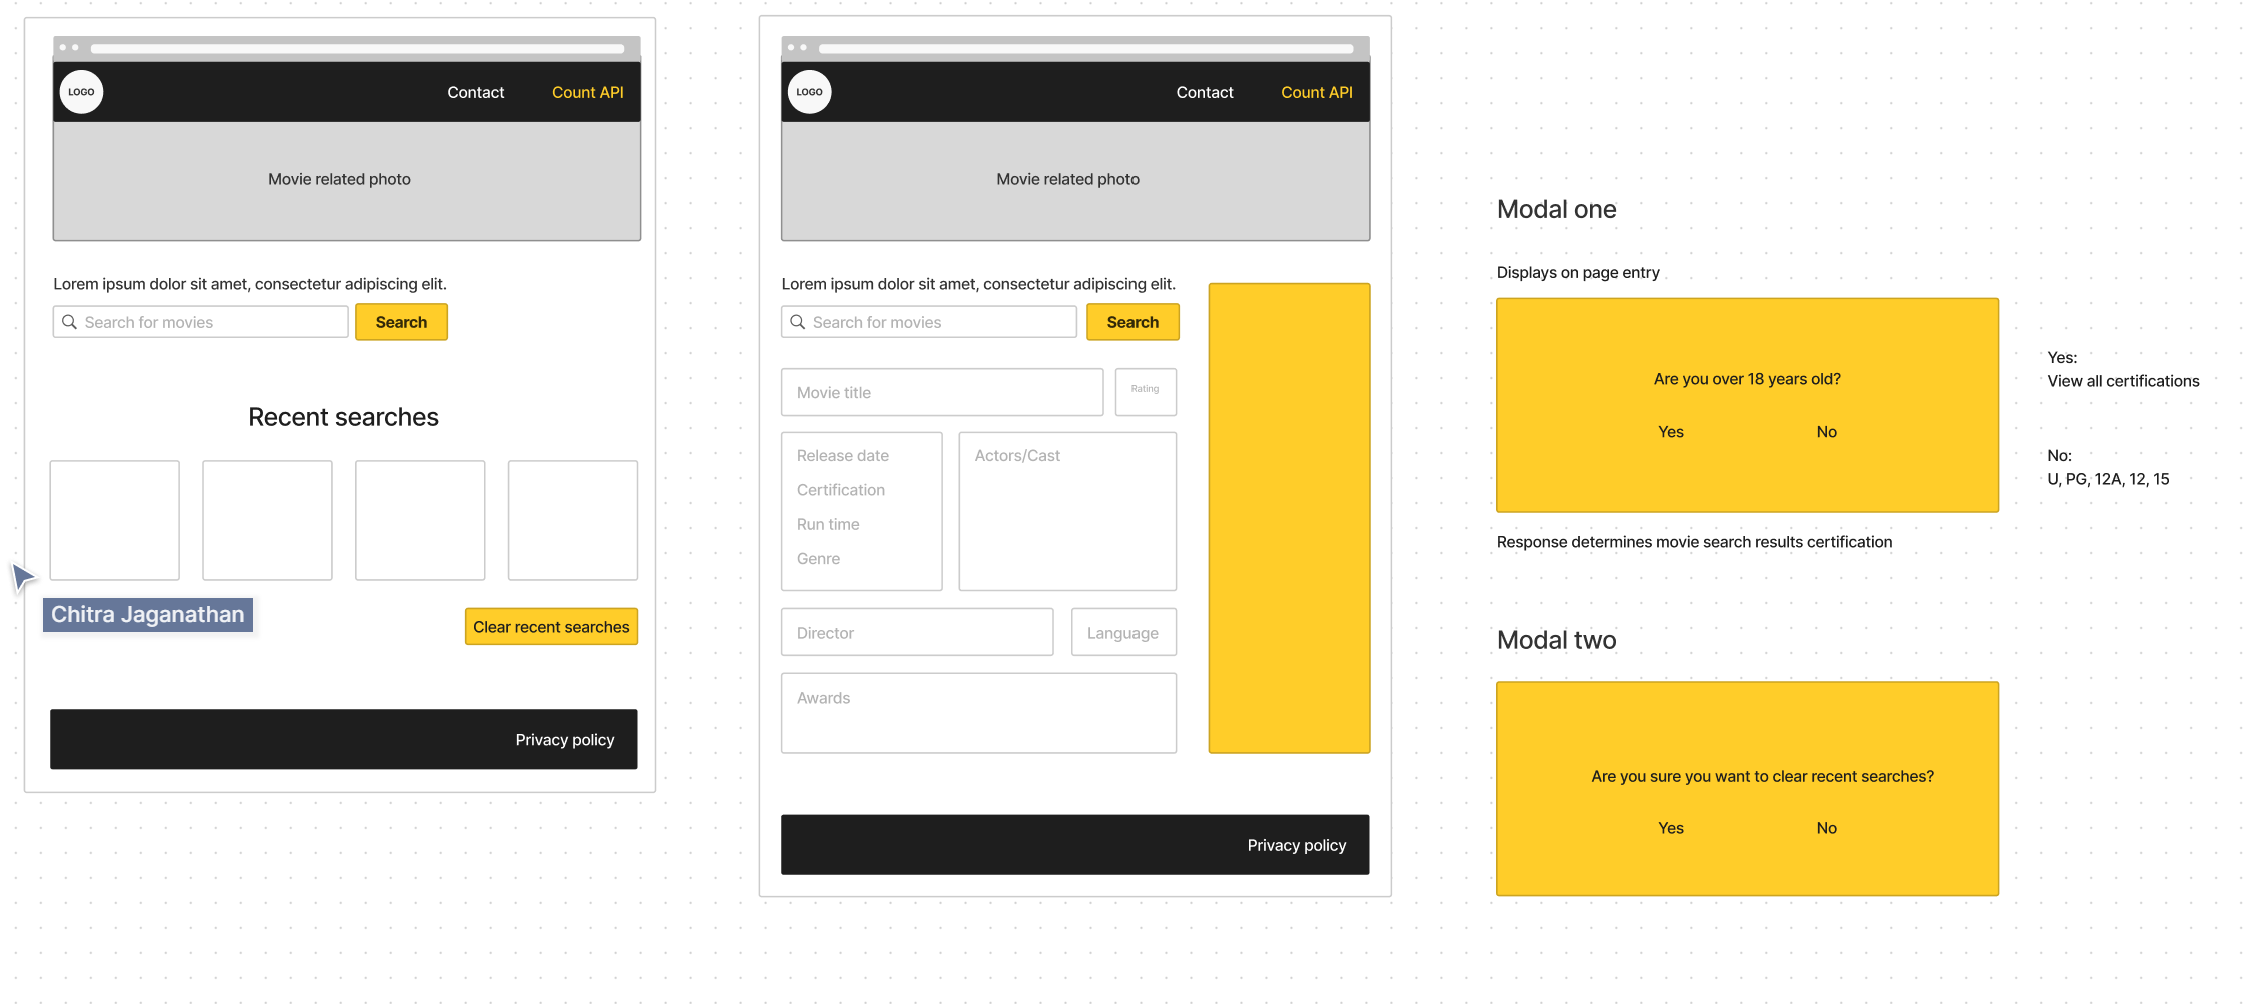 LOGO
Contact
Count API
Movie related photo
Lorem ipsum dolor sit amet, consectetur adipiscing elit.
Search for movies
Search
Recent searches
Chitra Jaganathan
Clear recent searches
Privacy policy
LOGO
Contact
Count API
Movie related photo
Lorem ipsum dolor sit amet, consectetur adipiscing elit.
Search for movies
Search
Movie title
Rating
Release date
Certification
Run time
Genre
Actors/Cast
Director
Language
Awards
Privacy policy
Modal one
Displays on page entry
Are you over 18 years old?
Yes
No
Yes:
View all certifications
No:
U, PG, 12A, 12, 15
Response determines movie search results certification
Modal two
Are you sure you want to clear recent searches?
Yes
No